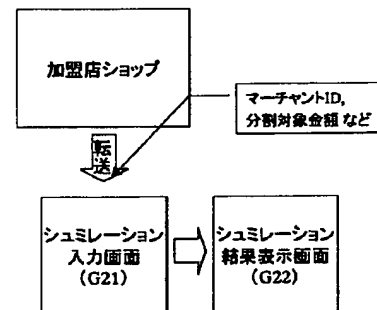 加盟店ショップ
マーチャントID,
分割対象金額 など
転送
シュミレーション
入力画面
(G21)
シュミレーション
結果表示画面
(G22)